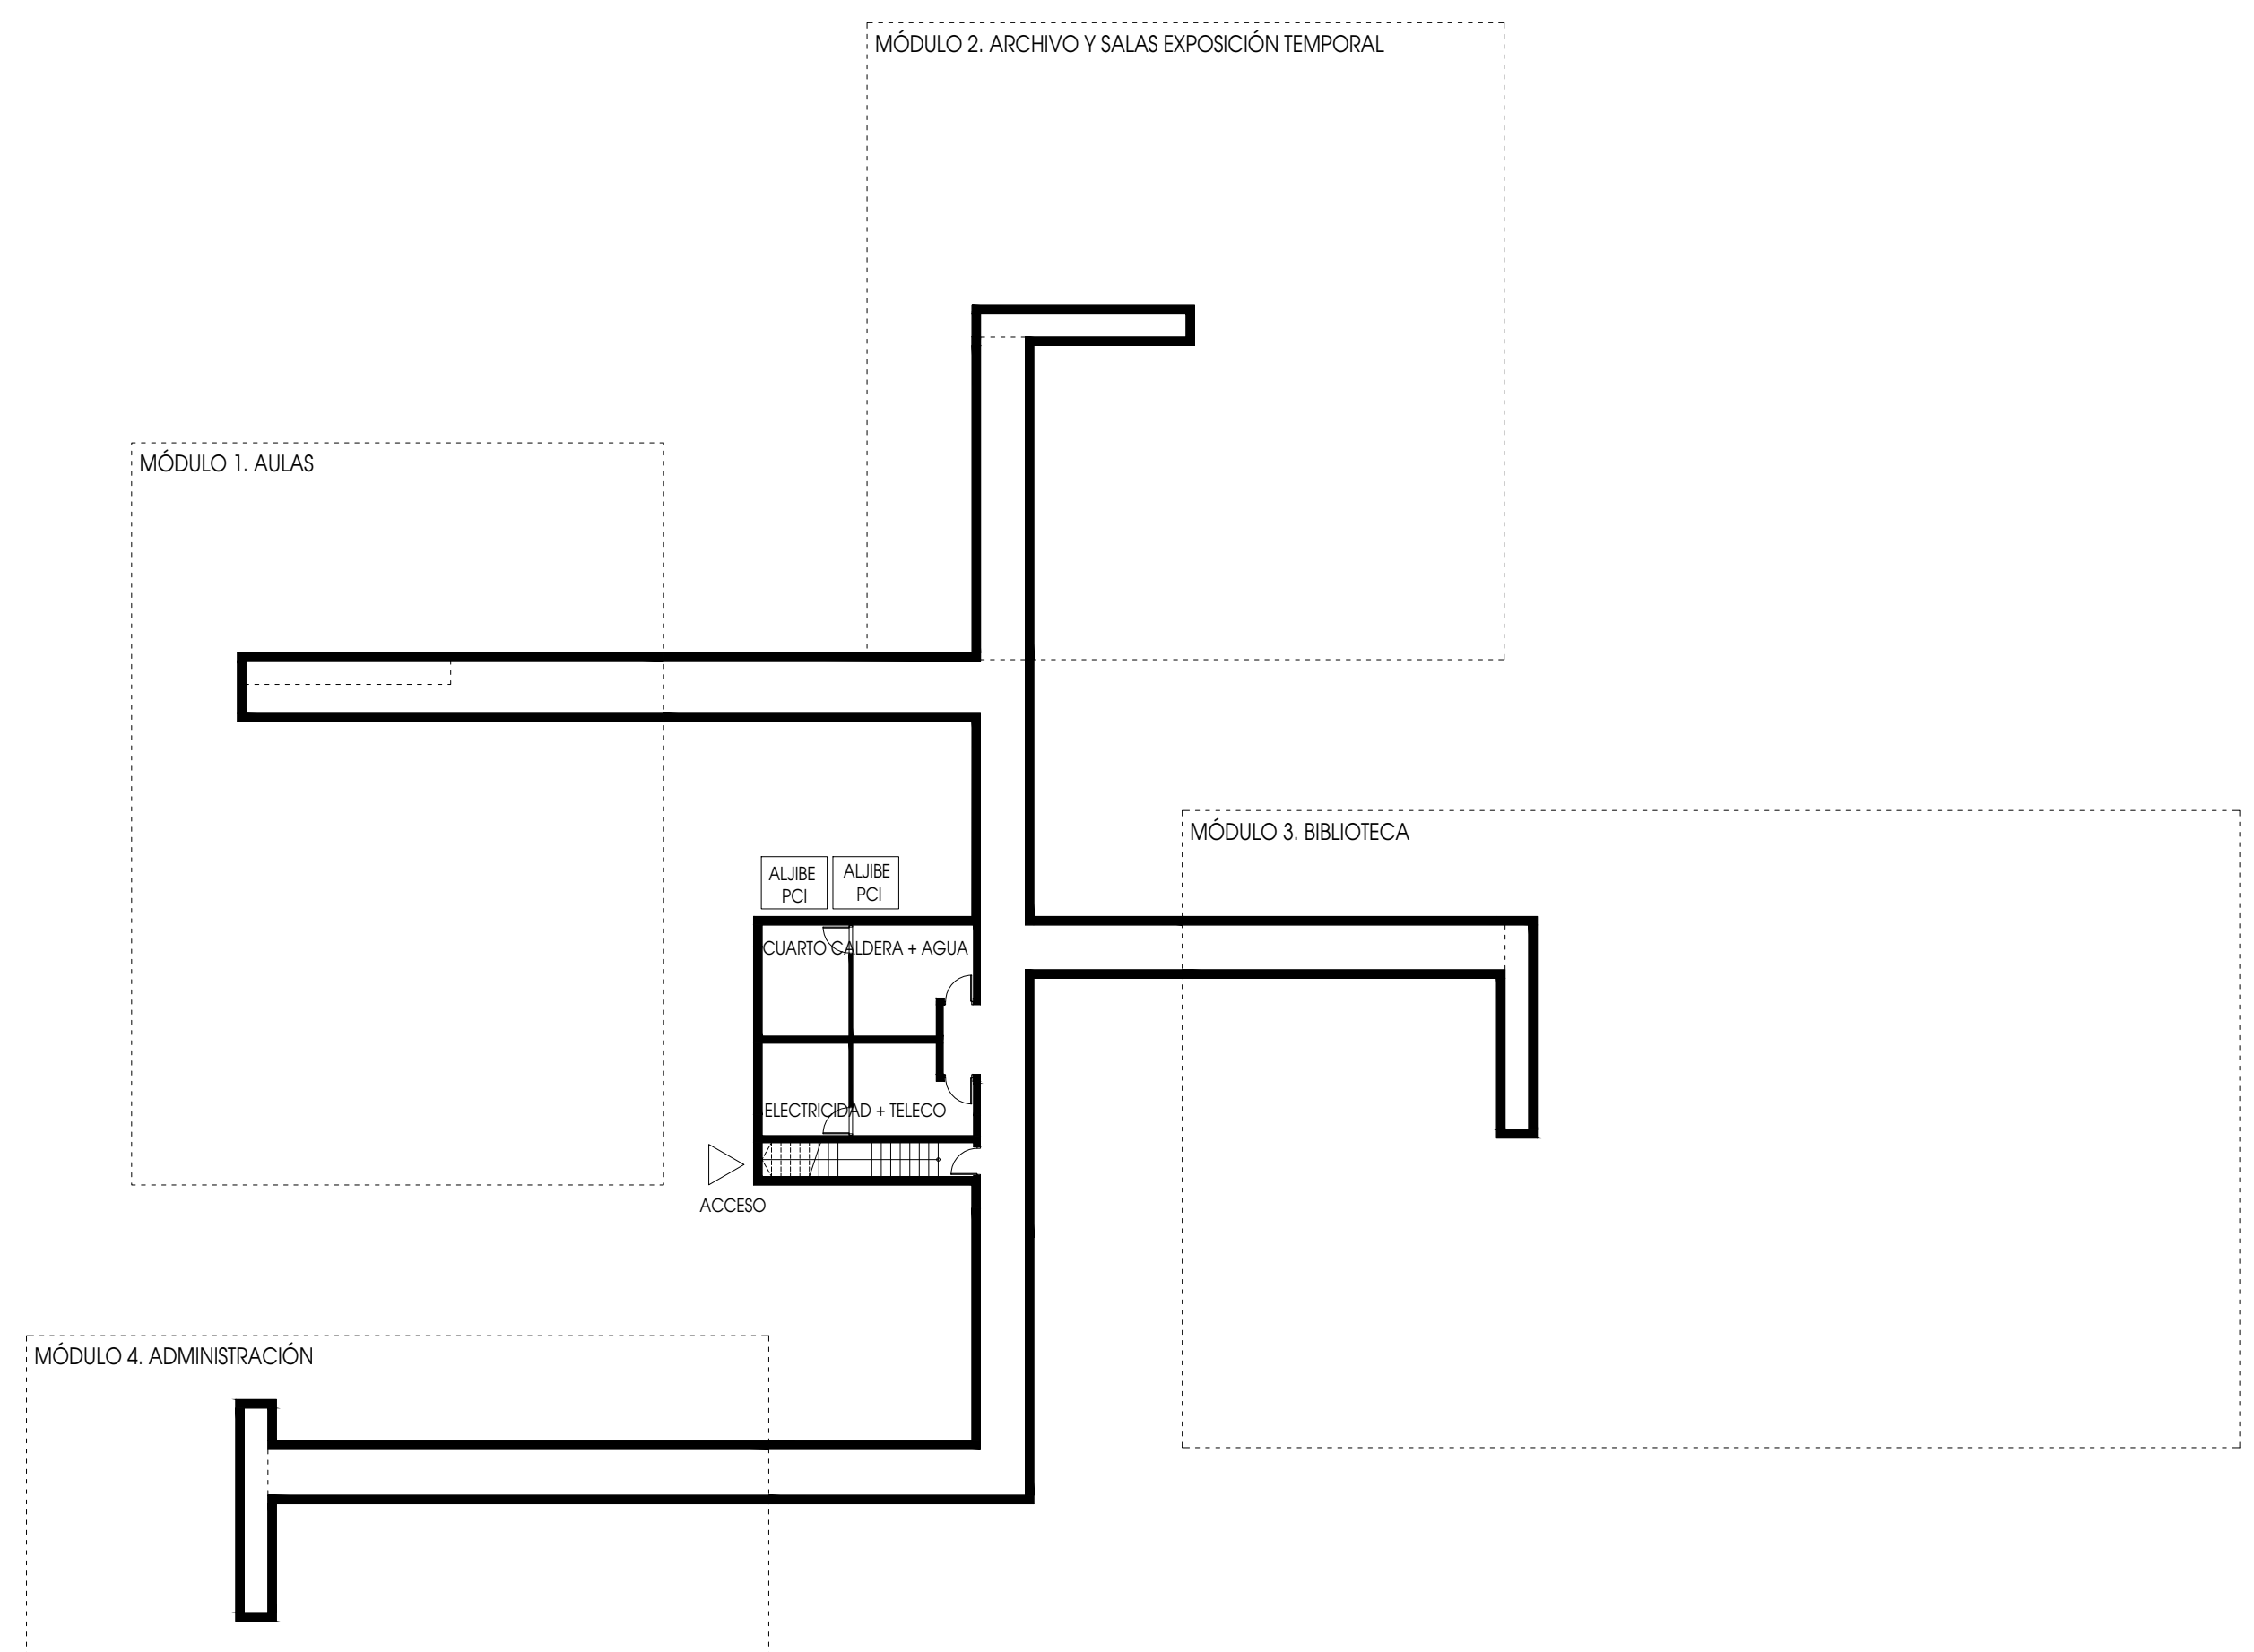 MÓDULO 2. ARCHIVO Y SALAS EXPOSICIÓN TEMPORAL
MÓDULO 1. AULAS
MÓDULO 3. BIBLIOTECA
ALJIBE
PCI
ALJIBE
PCI
CUARTO CALDERA + AGUA
ELECTRICIDAD + TELECO
ACCESO
MÓDULO 4. ADMINISTRACIÓN